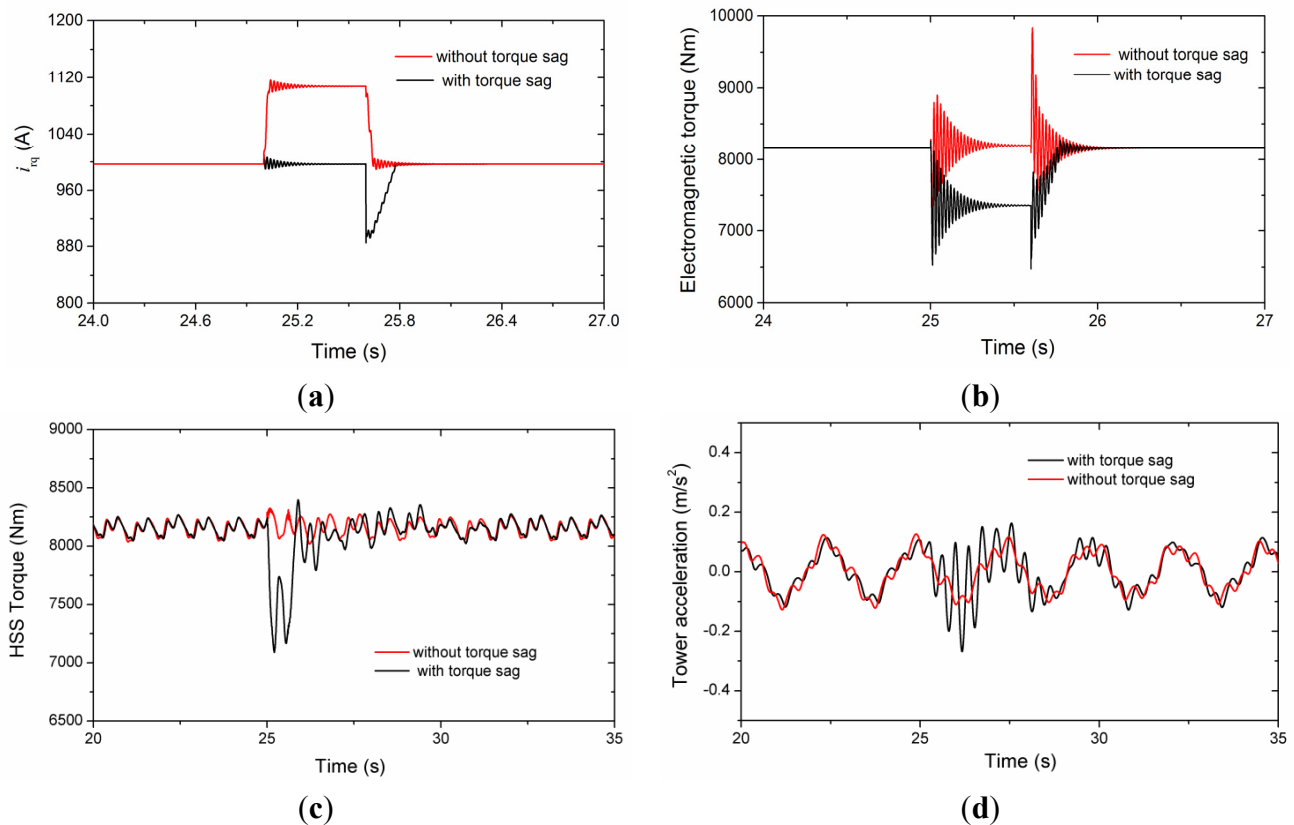 1200
1120
1040
960
880
800
i_rq (A)
without torque sag
with torque sag
24.0 24.6 25.2 25.8 26.4 27.0
Time (s)
(a)
10000
9000
8000
7000
6000
Electromagnetic torque (Nm)
without torque sag
with torque sag
24 25 26 27
Time (s)
(b)
9000
8500
8000
7500
7000
6500
HSS Torque (Nm)
without torque sag
with torque sag
20 25 30 35
Time (s)
(c)
0.4
0.2
0.0
-0.2
-0.4
Tower acceleration (m/s²)
with torque sag
without torque sag
20 25 30 35
Time (s)
(d)